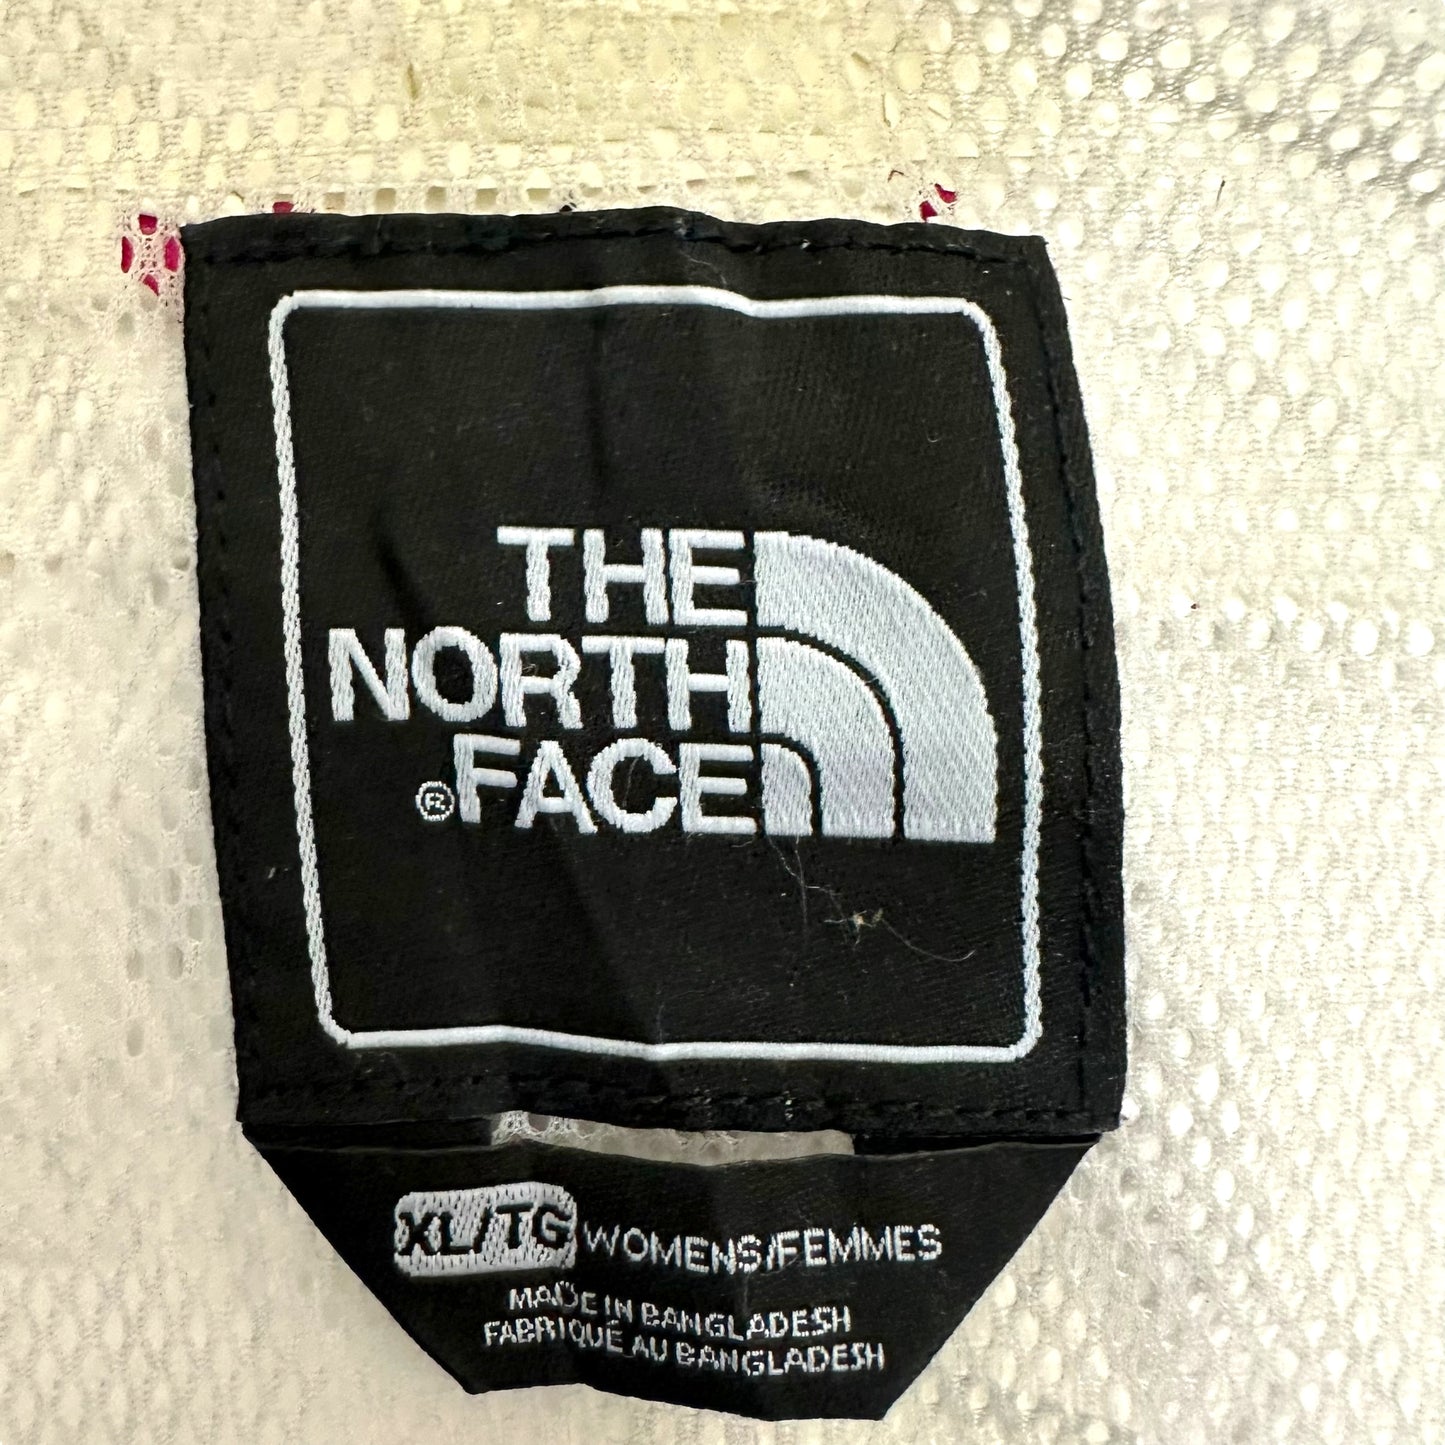 THE
NORTH
®FACE
XL/TG WOMENS/FEMMES
MADE IN BANGLADESH
FABRIQUÉ AU BANGLADESH